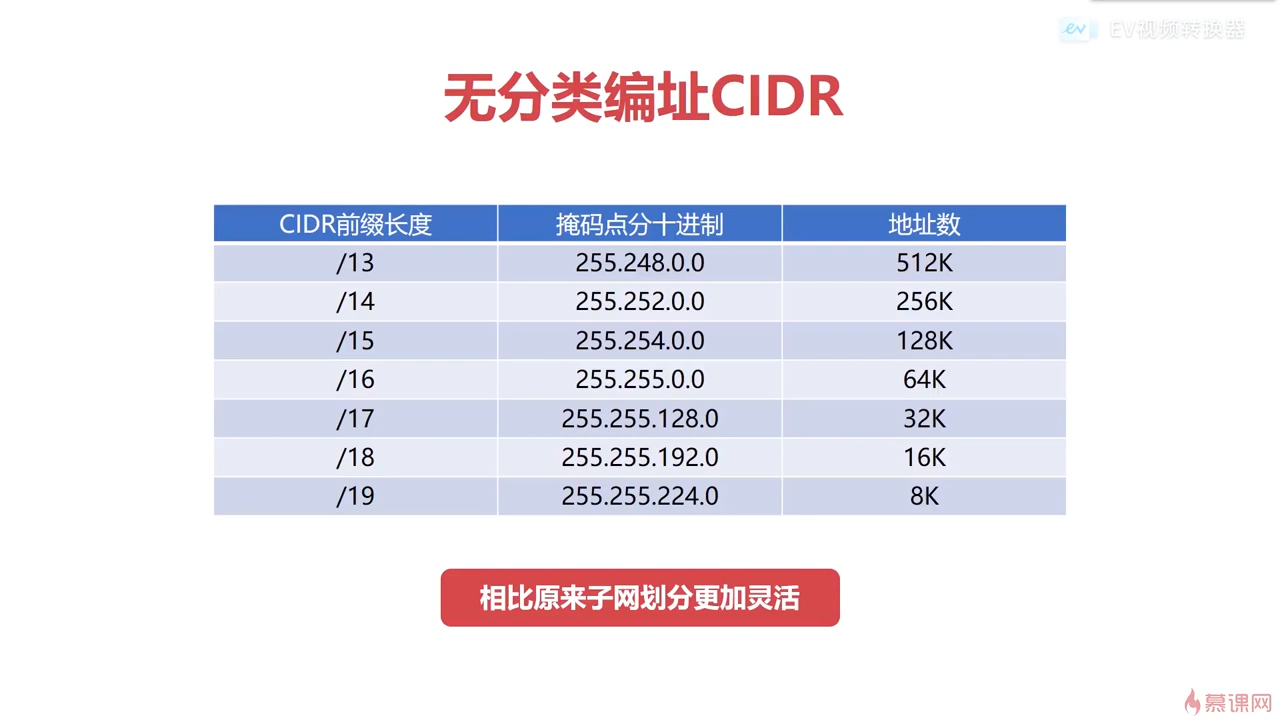 EV视频转换器
无分类编址CIDR
CIDR前缀长度 掩码点分十进制 地址数
/13 255.248.0.0 512K
/14 255.252.0.0 256K
/15 255.254.0.0 128K
/16 255.255.0.0 64K
/17 255.255.128.0 32K
/18 255.255.192.0 16K
/19 255.255.224.0 8K
相比原来子网划分更加灵活
慕课网